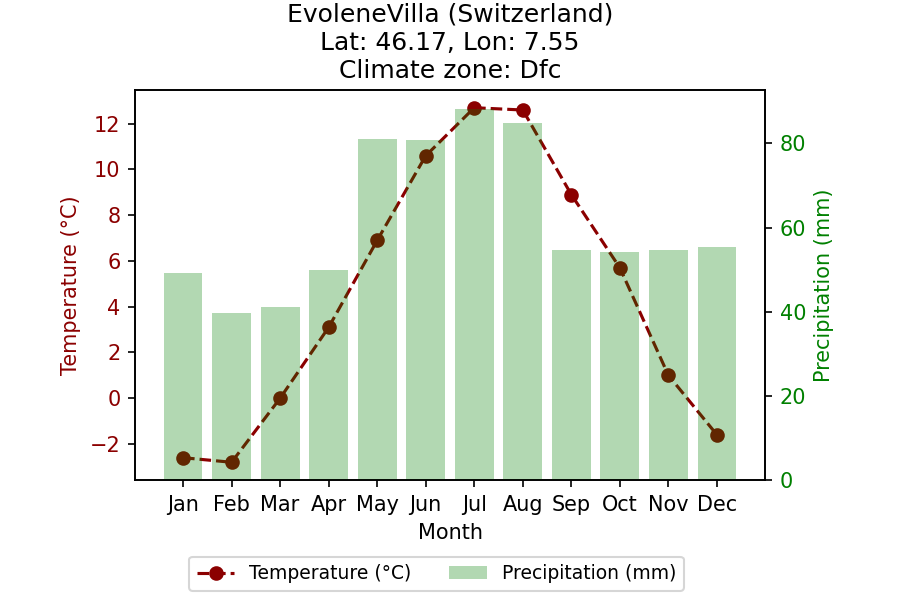 EvoleneVilla (Switzerland)
Lat: 46.17, Lon: 7.55
Climate zone: Dfc
12
10
8
6
4
2
0
−2
Temperature (°C)
80
60
40
20
0
Precipitation (mm)
Jan Feb Mar Apr May Jun Jul Aug Sep Oct Nov Dec
Month
Temperature (°C) Precipitation (mm)